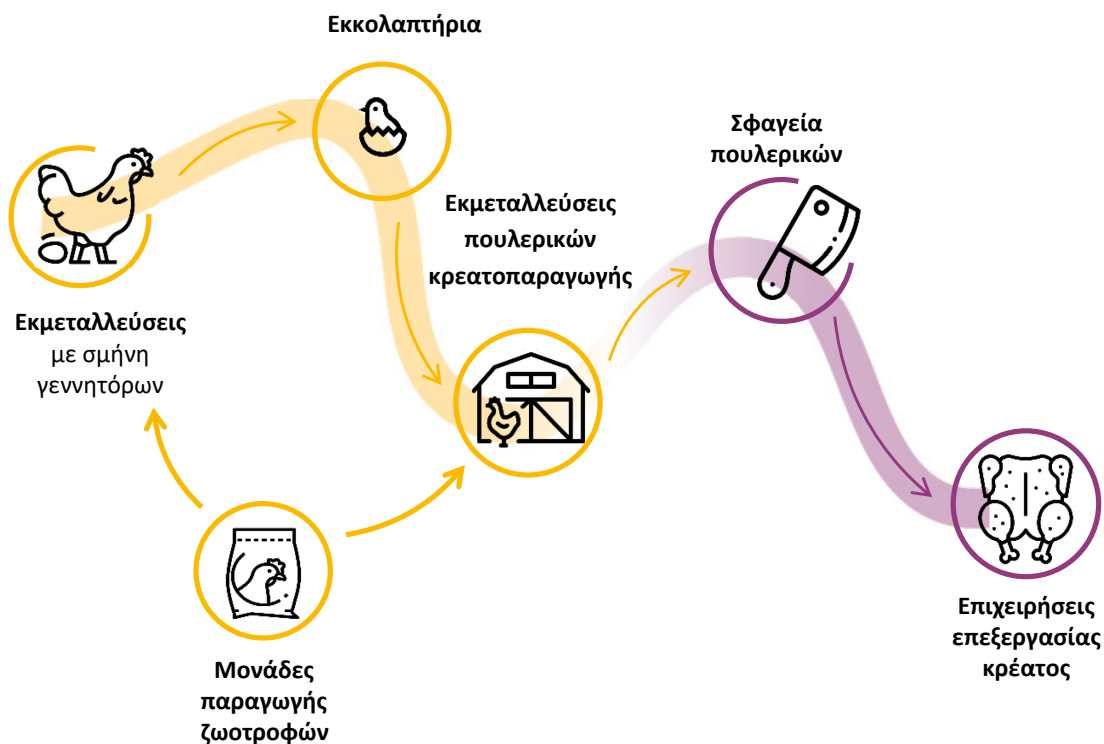 Εκκολαπτήρια
Σφαγεία
πουλερικών
Εκμεταλλεύσεις
πουλερικών
κρεατοπαραγωγής
Εκμεταλλεύσεις
με σμήνη
γεννητόρων
Μονάδες
παραγωγής
ζωοτροφών
Επιχειρήσεις
επεξεργασίας
κρέατος